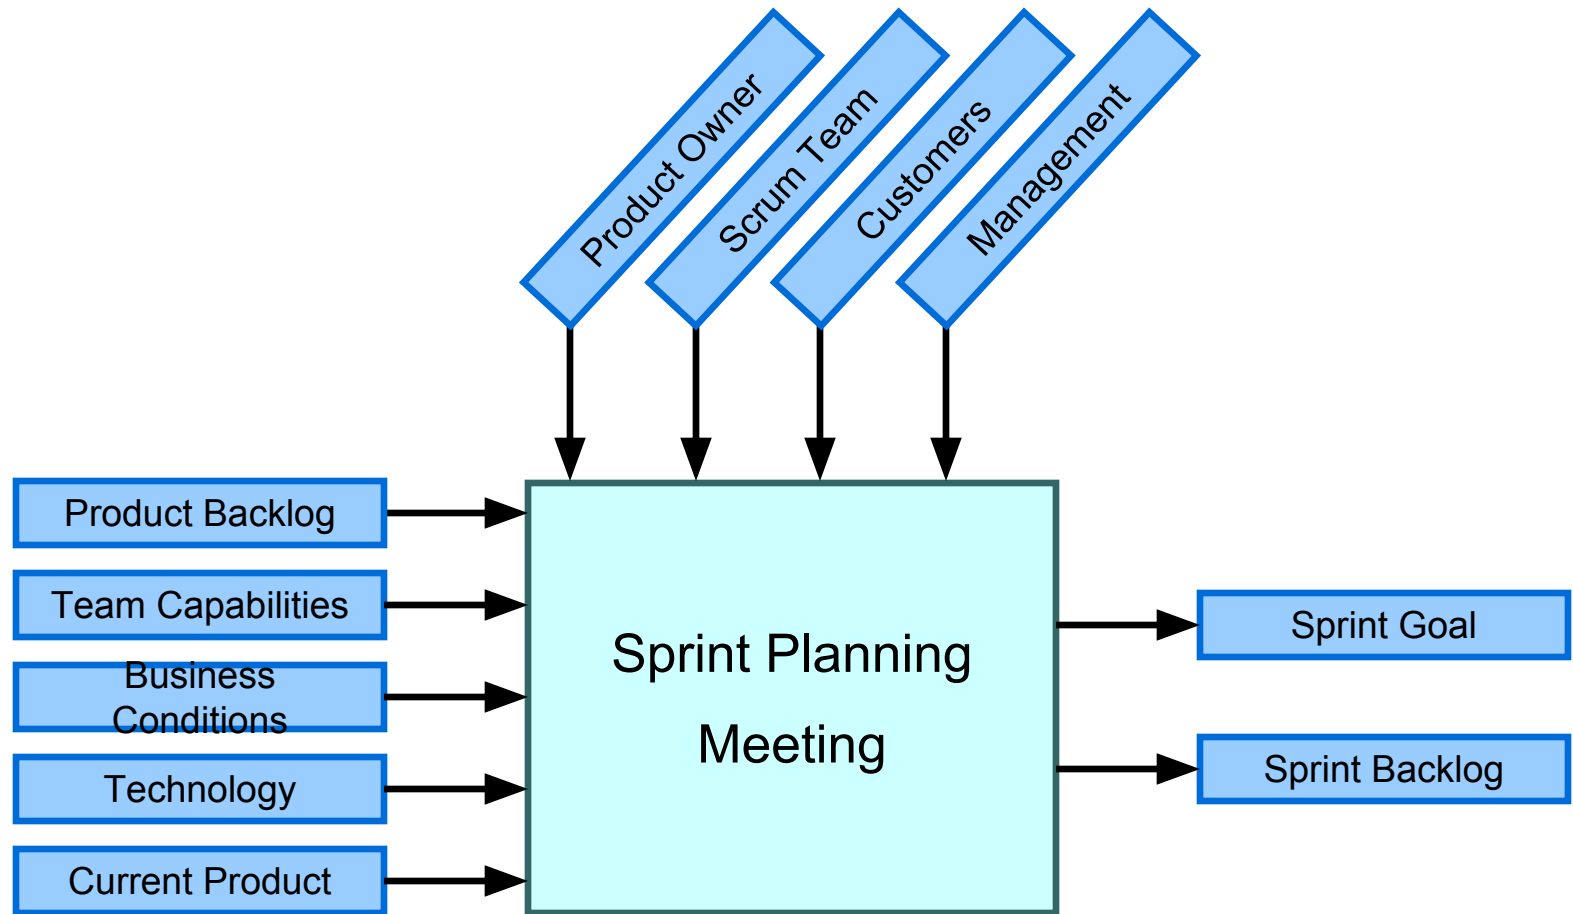 Product Owner
Scrum Team
Customers
Management
Product Backlog
Team Capabilities
Business
Conditions
Technology
Current Product
Sprint Planning
Meeting
Sprint Goal
Sprint Backlog